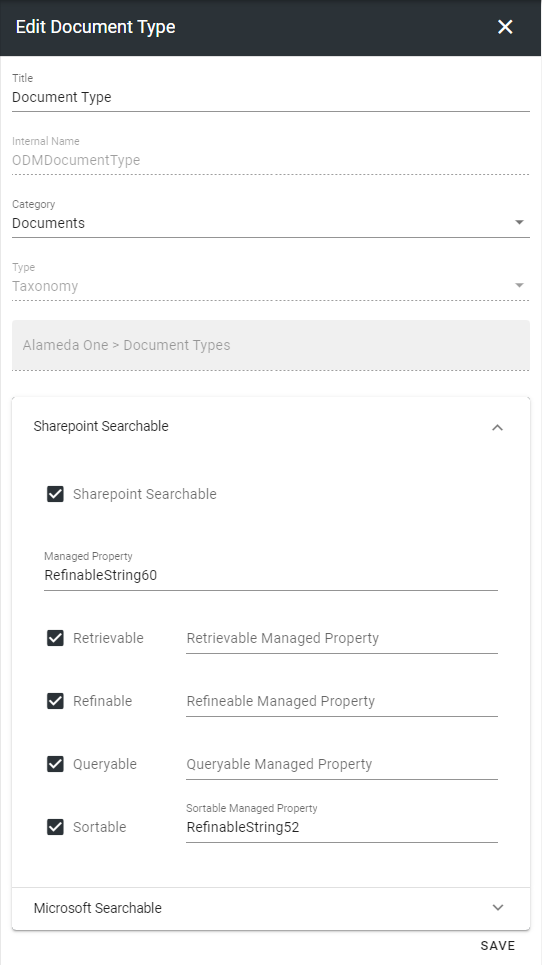 Edit Document Type
Title
Document Type
Internal Name
ODMDocumentType
Category
Documents
Type
Taxonomy
Alameda One > Document Types
Sharepoint Searchable
Sharepoint Searchable
Managed Property
RefinableString60
Retrievable Retrievable Managed Property
Refinable Refineable Managed Property
Queryable Queryable Managed Property
Sortable Managed Property
Sortable RefinableString52
Microsoft Searchable
SAVE